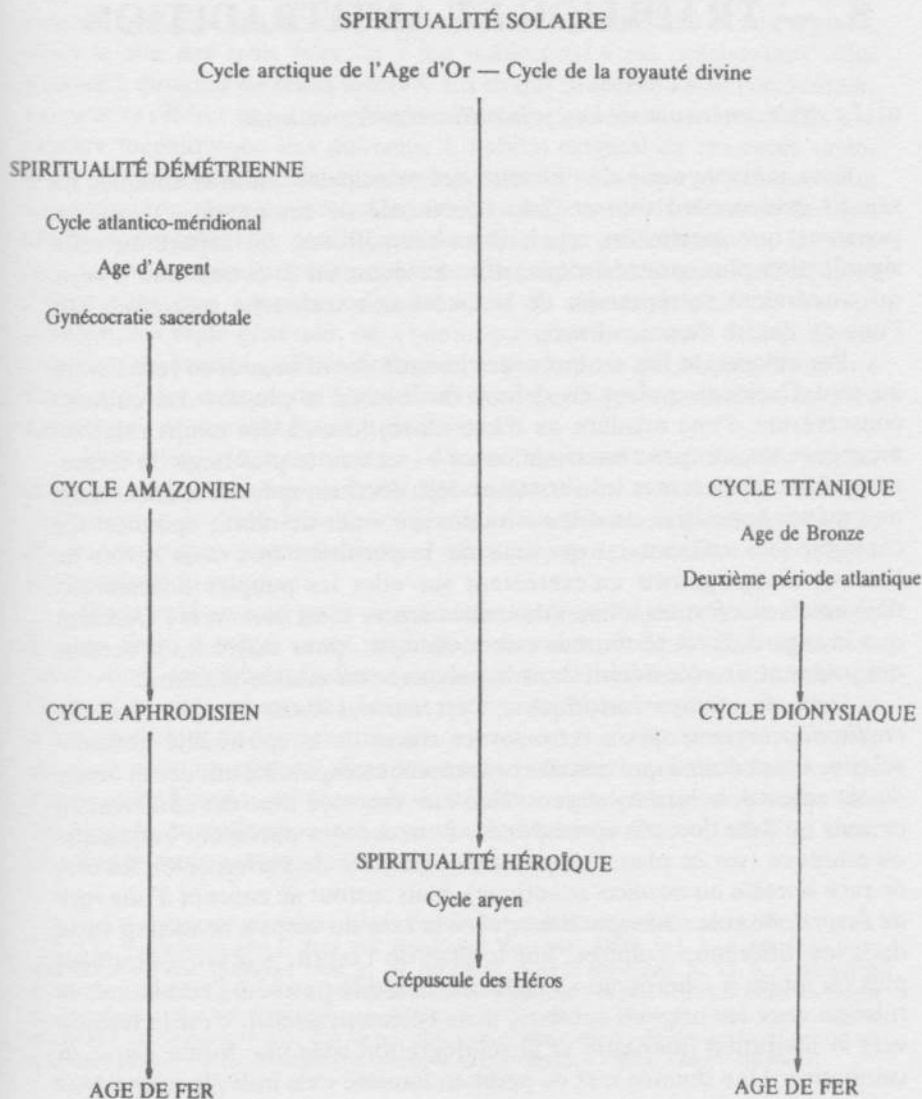 SPIRITUALITÉ SOLAIRE
Cycle arctique de l'Age d'Or — Cycle de la royauté divine
SPIRITUALITÉ DÉMÉTRIENNE
Cycle atlantico-méridional
Age d'Argent
Gynécocratie sacerdotale
CYCLE AMAZONIEN
CYCLE TITANIQUE
Age de Bronze
Deuxième période atlantique
CYCLE APHRODISIEN
CYCLE DIONYSIAQUE
SPIRITUALITÉ HÉROÏQUE
Cycle aryen
Crépuscule des Héros
AGE DE FER
AGE DE FER